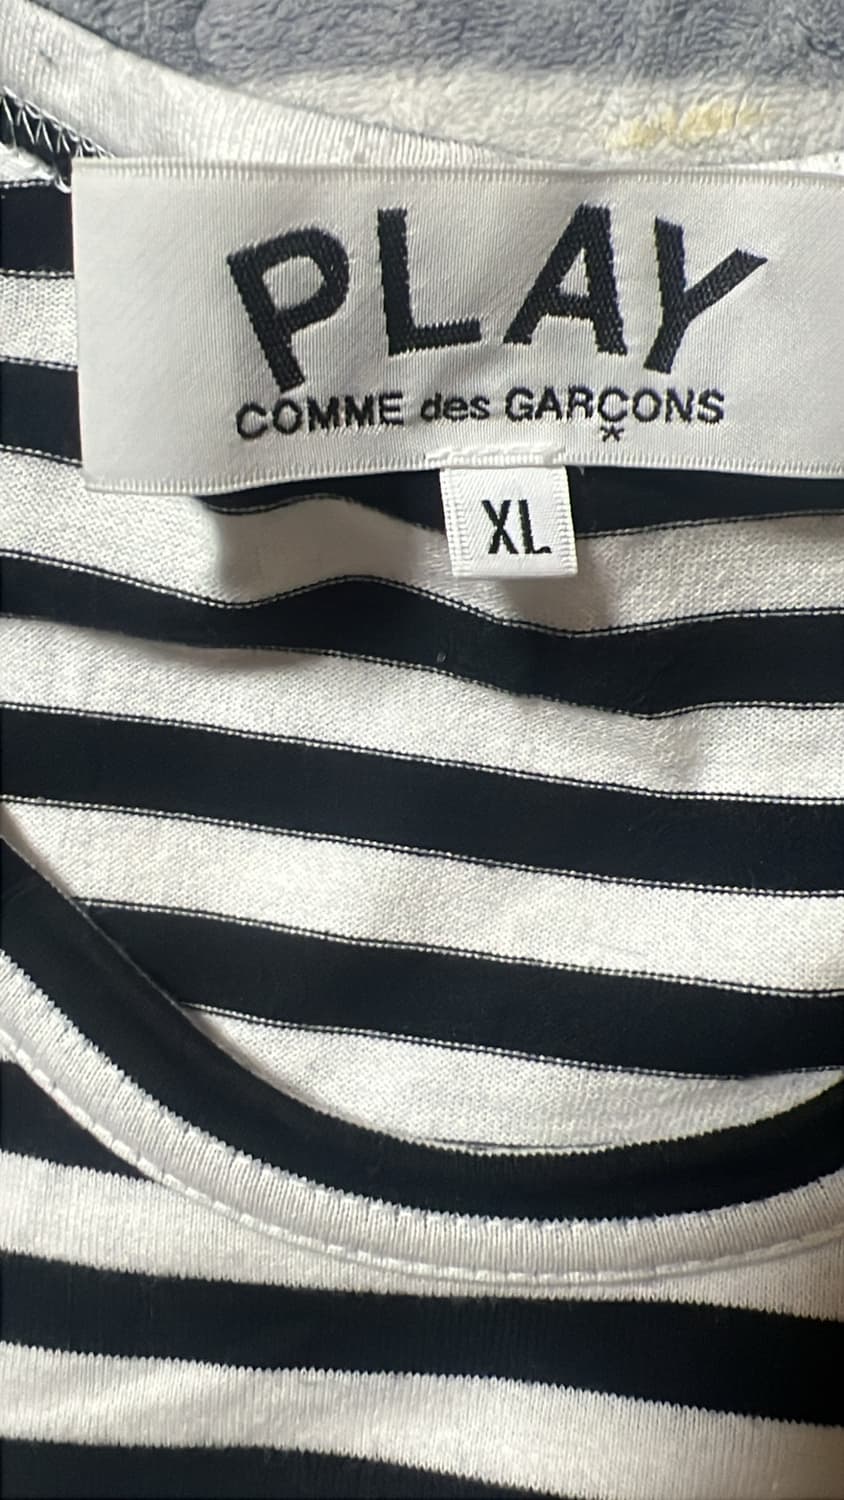 PLAY
COMME des GARÇONS
*
XL